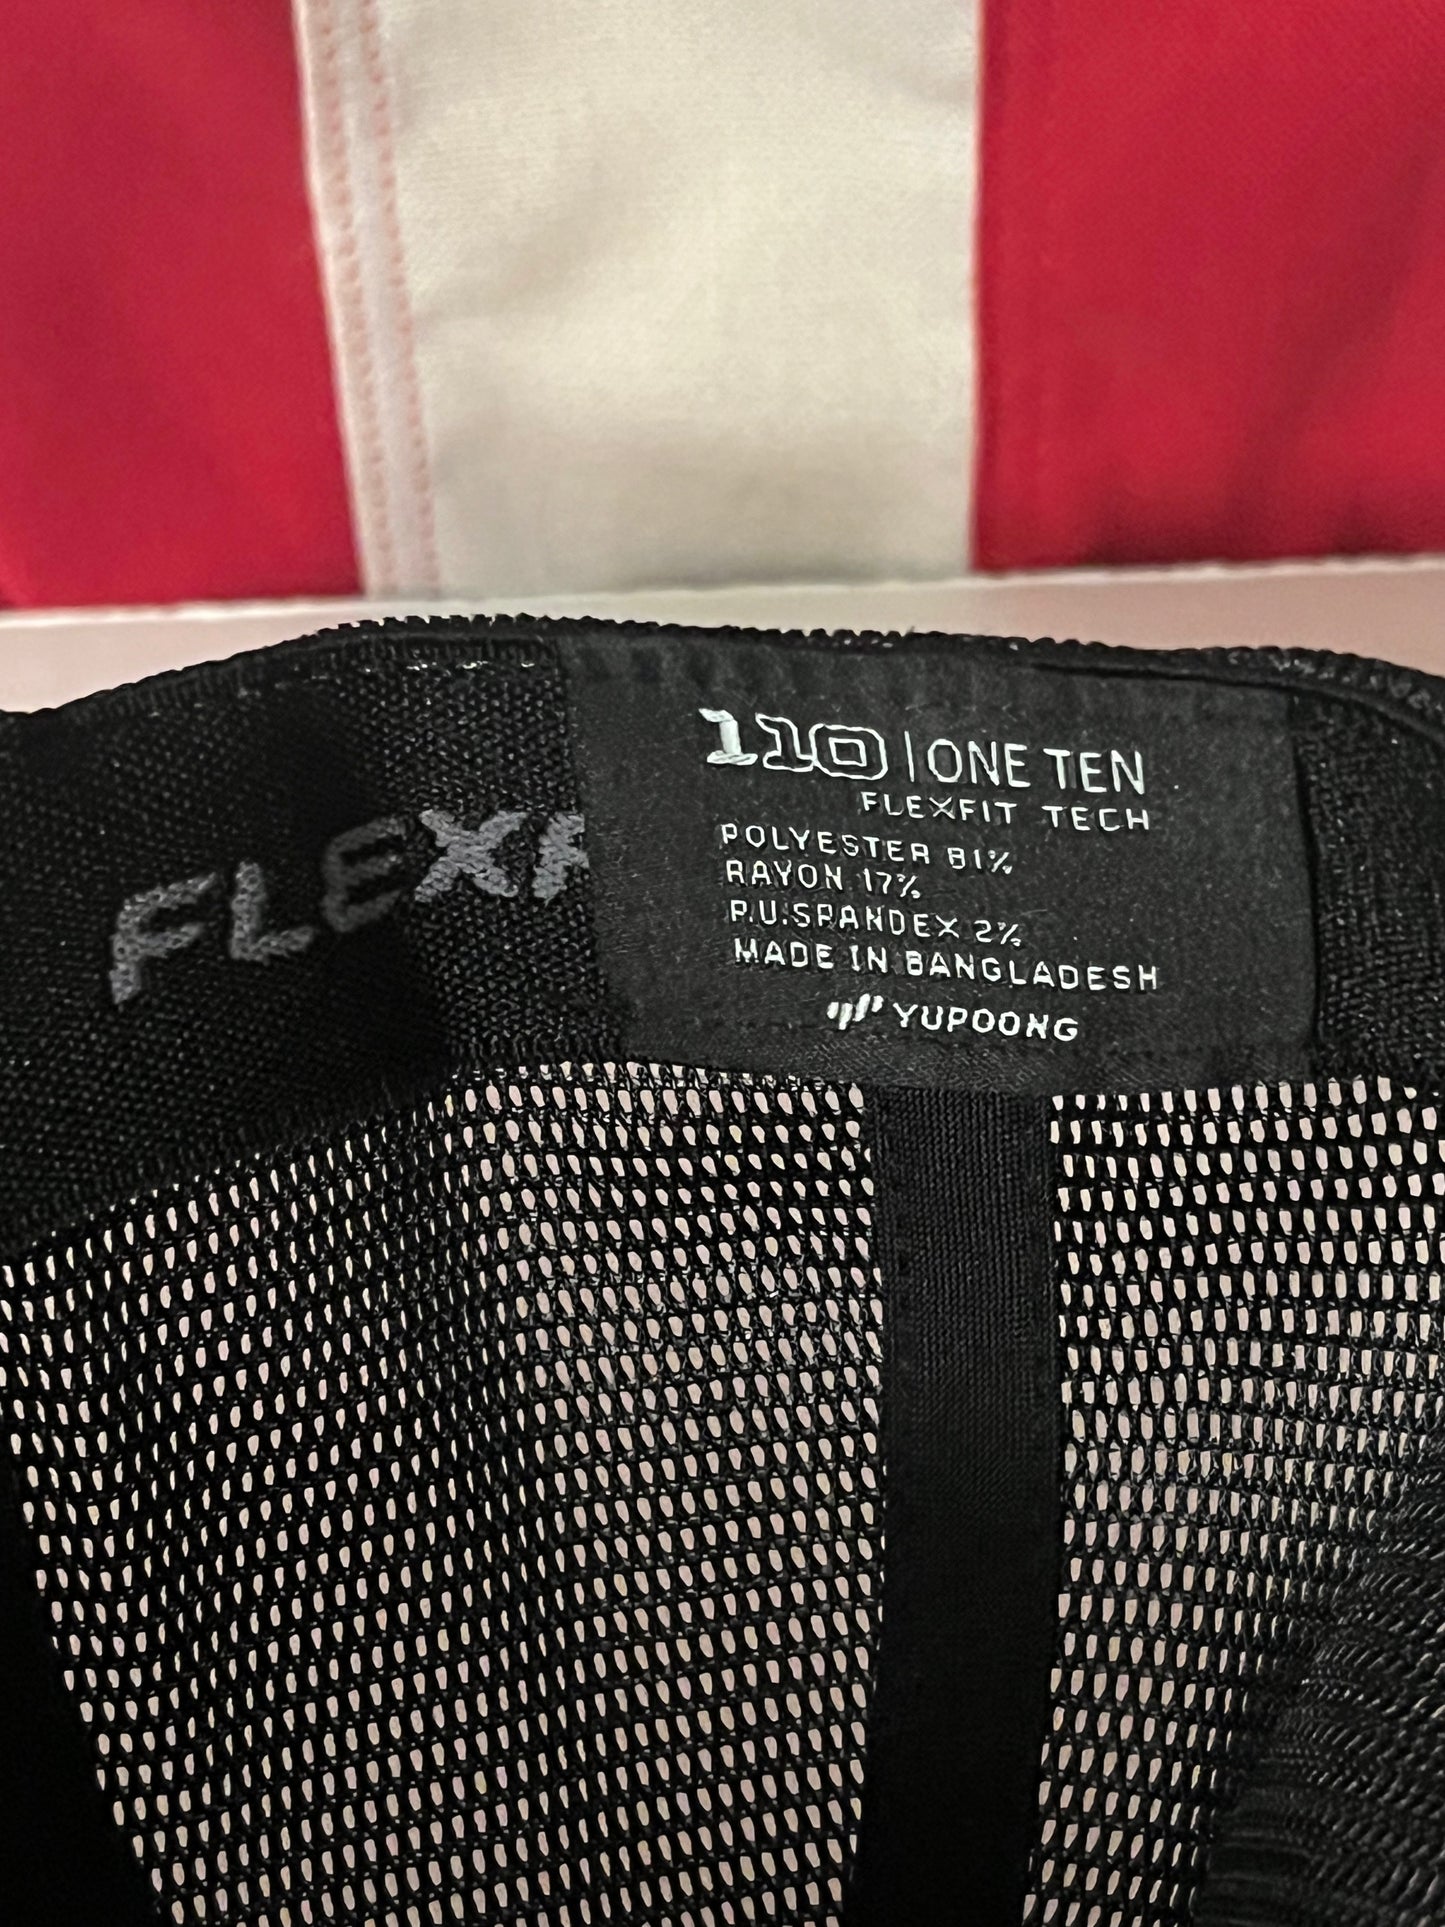 110 | ONE TEN
FLEXFIT TECH
POLYESTER 81%
RAYON 17%
P.U.SPANDEX 2%
MADE IN BANGLADESH
YUPOONG
FLEXF